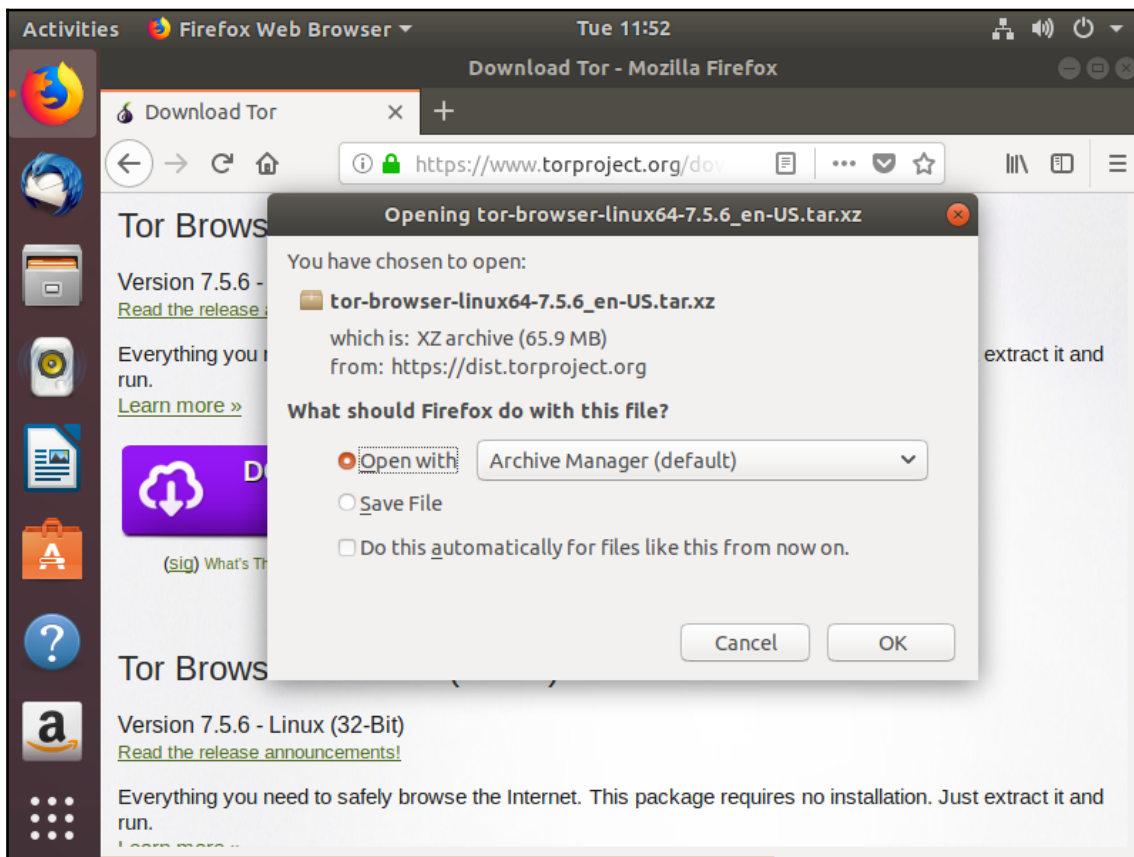 Activities Firefox Web Browser Tue 11:52
Download Tor - Mozilla Firefox
Download Tor
https://www.torproject.org/dov
Opening tor-browser-linux64-7.5.6_en-US.tar.xz
Tor Brows
You have chosen to open:
Version 7.5.6 -
tor-browser-linux64-7.5.6_en-US.tar.xz
Read the release
which is: XZ archive (65.9 MB)
Everything you extract it and
from: https://dist.torproject.org
run.
Learn more »
What should Firefox do with this file?
Open with Archive Manager (default)
Save File
Do this automatically for files like this from now on.
(sig) What's Th
Cancel OK
Tor Brows
Version 7.5.6 - Linux (32-Bit)
Read the release announcements!
Everything you need to safely browse the Internet. This package requires no installation. Just extract it and
run.
Learn more »